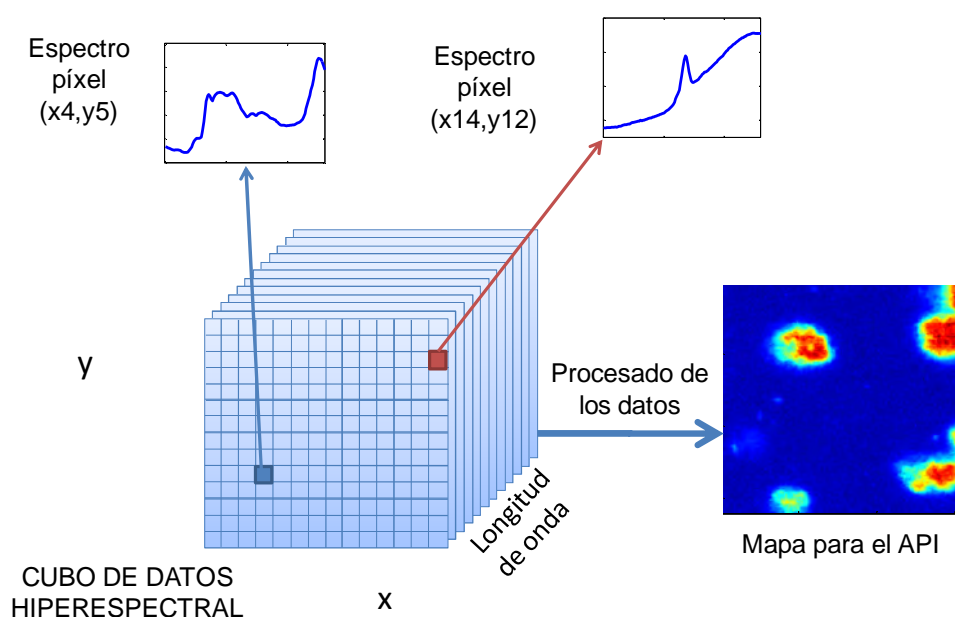 Espectro
píxel
(x4,y5)
Espectro
píxel
(x14,y12)
y
Procesado de
los datos
Longitud
de onda
Mapa para el API
CUBO DE DATOS
HIPERESPECTRAL
x